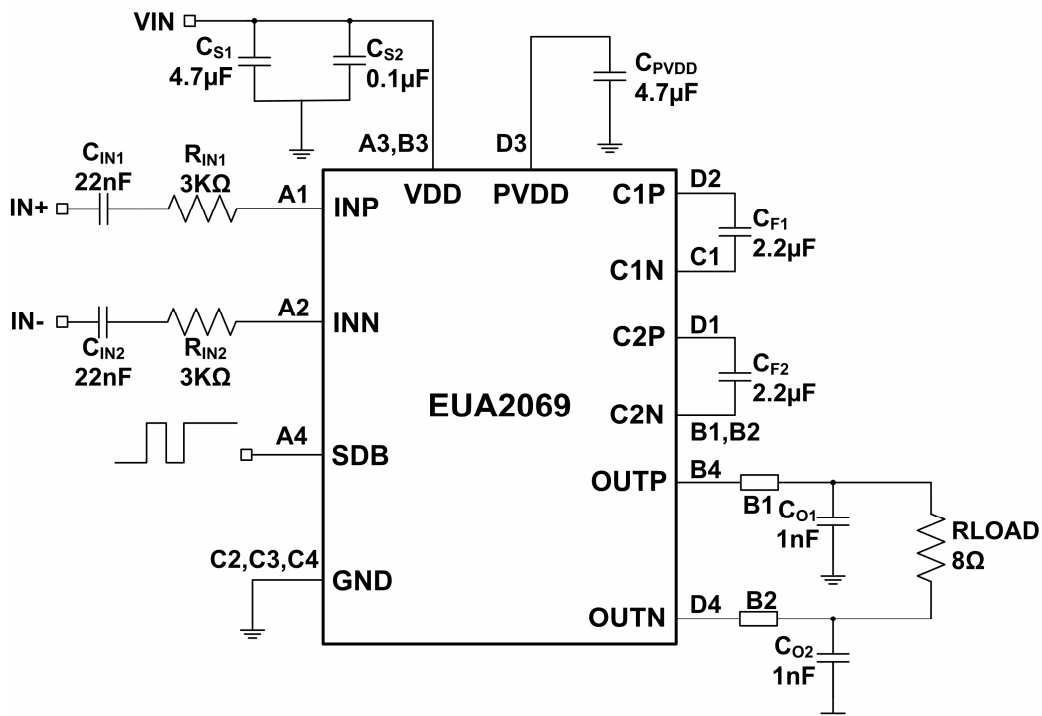 VIN
CS1
4.7µF
CS2
0.1µF
CPVDD
4.7µF
A3,B3
D3
CIN1
22nF
RIN1
3KΩ
IN+
A1
INP
VDD
PVDD
C1P
D2
CF1
2.2µF
C1N
C1
IN-
A2
INN
CIN2
22nF
RIN2
3KΩ
C2P
D1
CF2
2.2µF
EUA2069
C2N
B1,B2
A4
SDB
OUTP
B4
B1
CO1
1nF
RLOAD
8Ω
C2,C3,C4
GND
OUTN
D4
B2
CO2
1nF